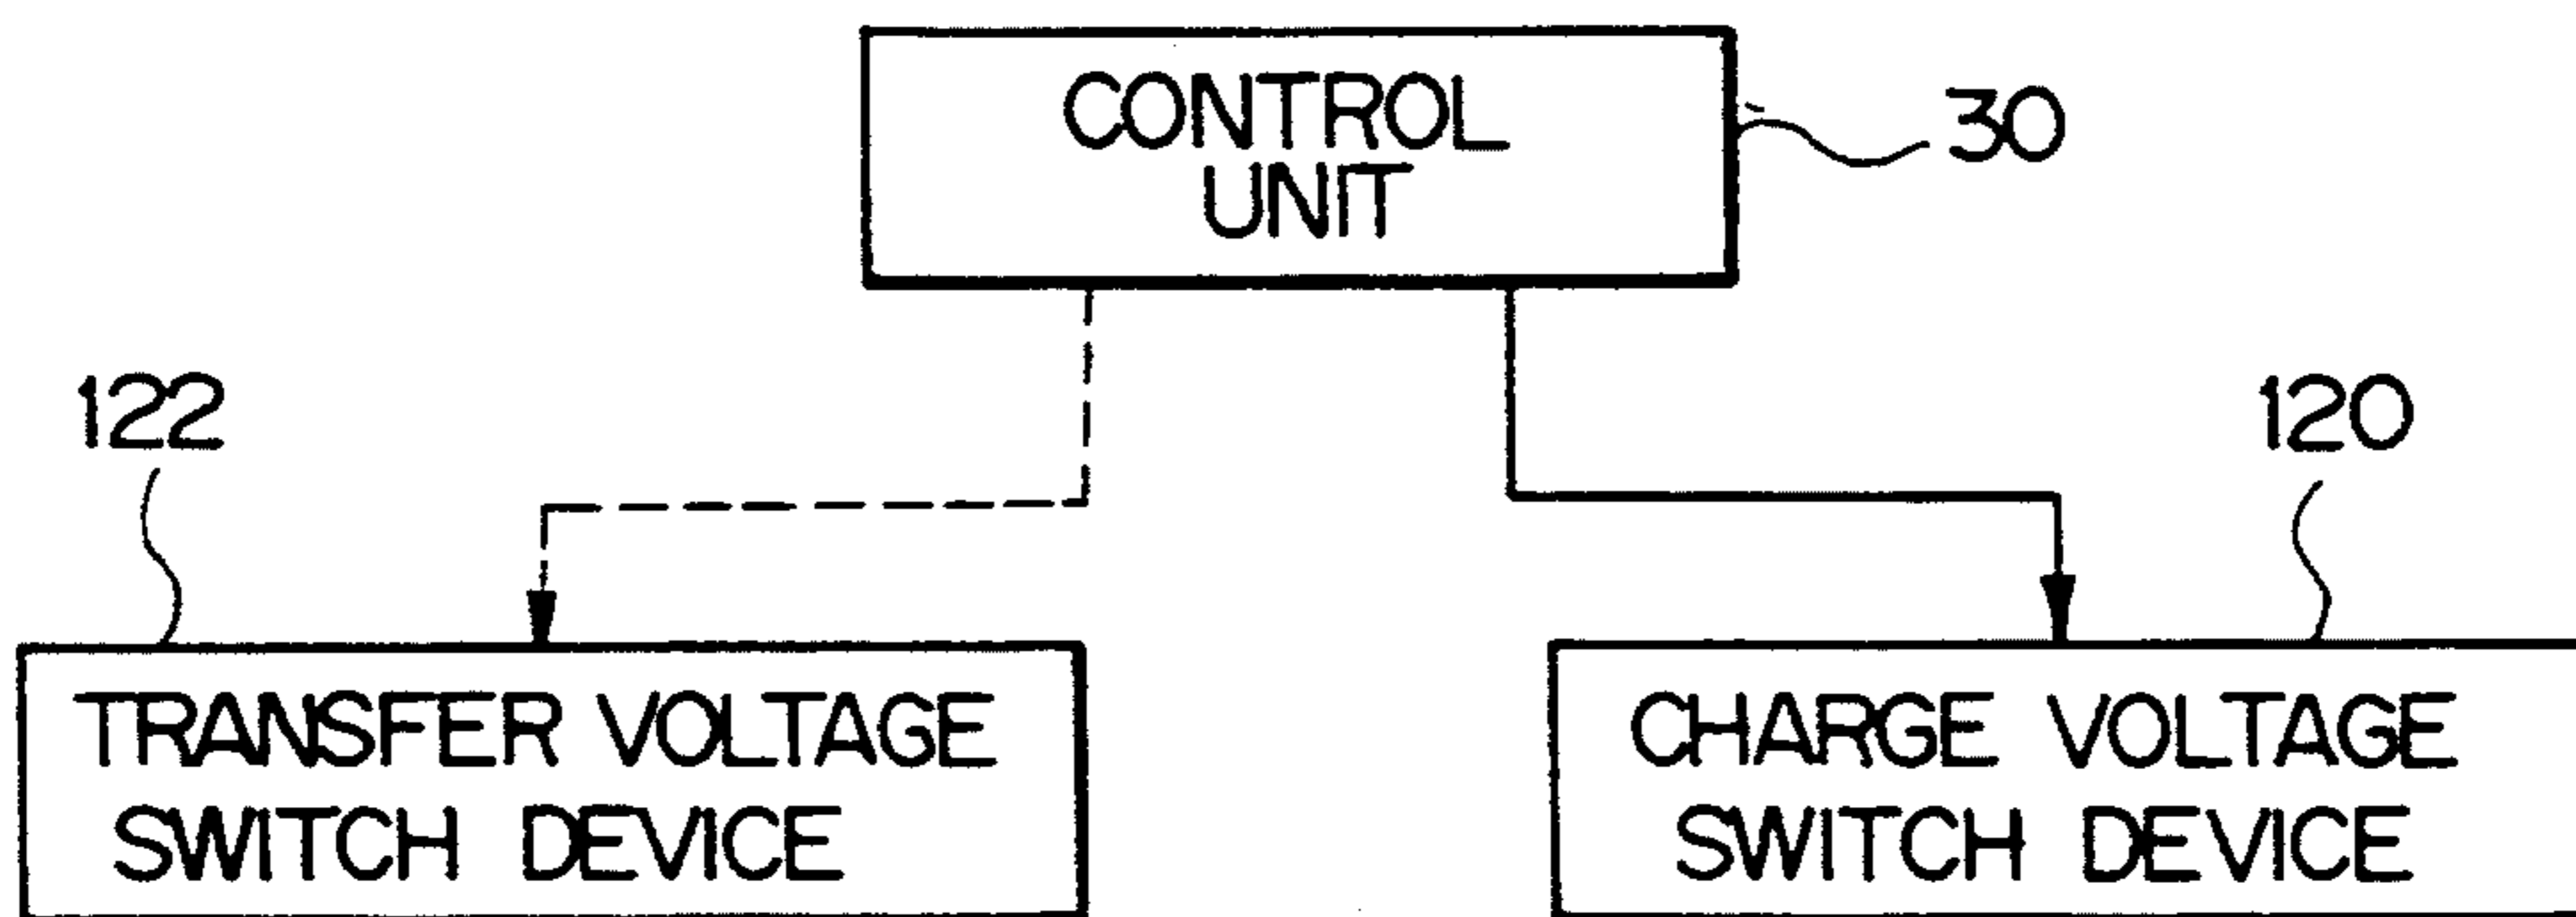 CONTROL
UNIT
30
122
120
TRANSFER VOLTAGE
SWITCH DEVICE
CHARGE VOLTAGE
SWITCH DEVICE